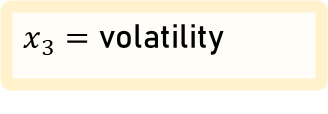 x₃ = volatility